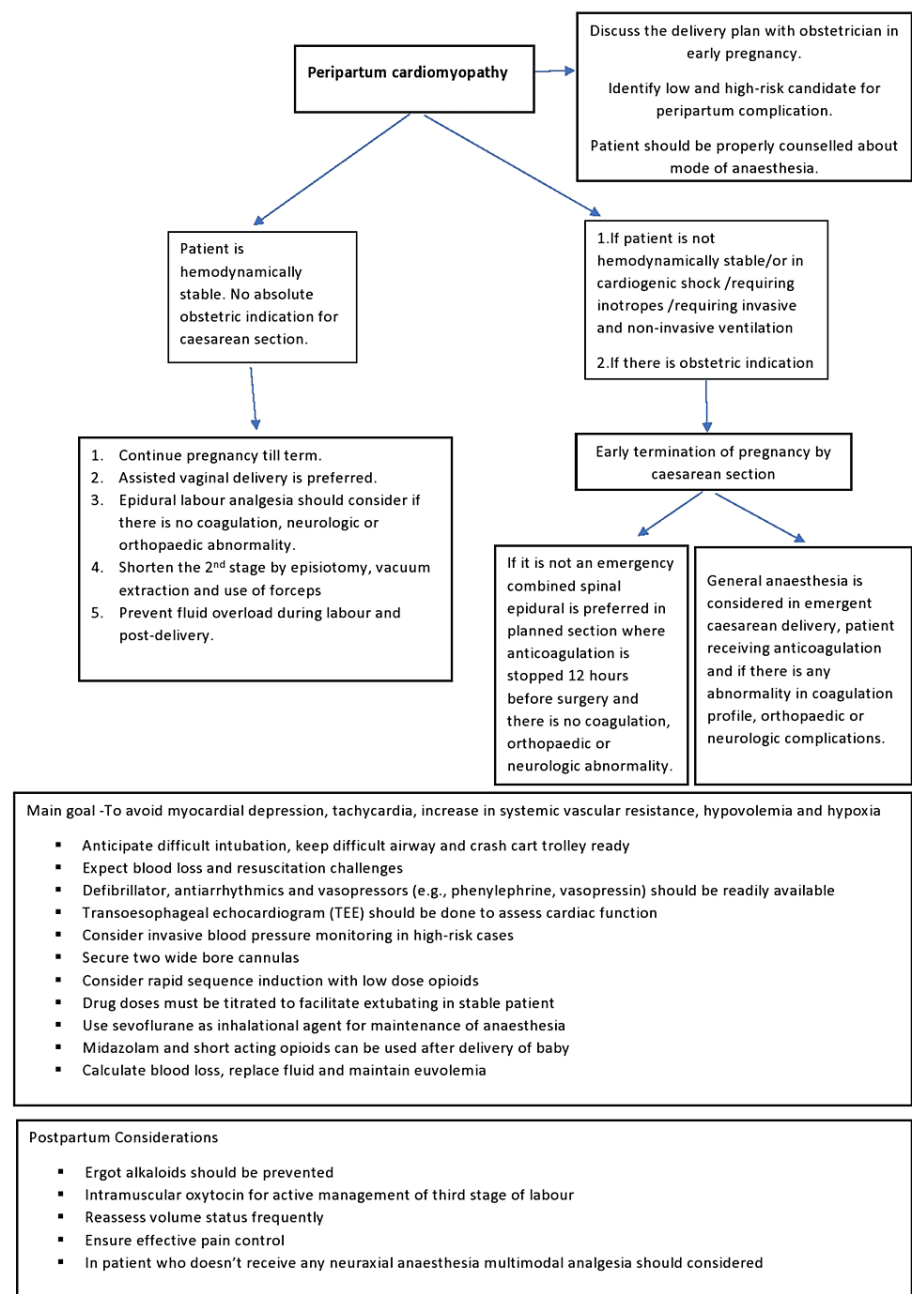 Peripartum cardiomyopathy
Discuss the delivery plan with obstetrician in
early pregnancy.
Identify low and high-risk candidate for
peripartum complication.
Patient should be properly counselled about
mode of anaesthesia.
Patient is
hemodynamically
stable. No absolute
obstetric indication for
caesarean section.
1.If patient is not
hemodynamically stable/or in
cardiogenic shock /requiring
inotropes /requiring invasive
and non-invasive ventilation
2.If there is obstetric indication
1. Continue pregnancy till term.
2. Assisted vaginal delivery is preferred.
3. Epidural labour analgesia should consider if
there is no coagulation, neurologic or
orthopaedic abnormality.
4. Shorten the 2nd stage by episiotomy, vacuum
extraction and use of forceps
5. Prevent fluid overload during labour and
post-delivery.
Early termination of pregnancy by
caesarean section
If it is not an emergency
combined spinal
epidural is preferred in
planned section where
anticoagulation is
stopped 12 hours
before surgery and
there is no coagulation,
orthopaedic or
neurologic abnormality.
General anaesthesia is
considered in emergent
caesarean delivery, patient
receiving anticoagulation
and if there is any
abnormality in coagulation
profile, orthopaedic or
neurologic complications.
Main goal -To avoid myocardial depression, tachycardia, increase in systemic vascular resistance, hypovolemia and hypoxia
▪ Anticipate difficult intubation, keep difficult airway and crash cart trolley ready
▪ Expect blood loss and resuscitation challenges
▪ Defibrillator, antiarrhythmics and vasopressors (e.g., phenylephrine, vasopressin) should be readily available
▪ Transoesophageal echocardiogram (TEE) should be done to assess cardiac function
▪ Consider invasive blood pressure monitoring in high-risk cases
▪ Secure two wide bore cannulas
▪ Consider rapid sequence induction with low dose opioids
▪ Drug doses must be titrated to facilitate extubating in stable patient
▪ Use sevoflurane as inhalational agent for maintenance of anaesthesia
▪ Midazolam and short acting opioids can be used after delivery of baby
▪ Calculate blood loss, replace fluid and maintain euvolemia
Postpartum Considerations
▪ Ergot alkaloids should be prevented
▪ Intramuscular oxytocin for active management of third stage of labour
▪ Reassess volume status frequently
▪ Ensure effective pain control
▪ In patient who doesn't receive any neuraxial anaesthesia multimodal analgesia should considered